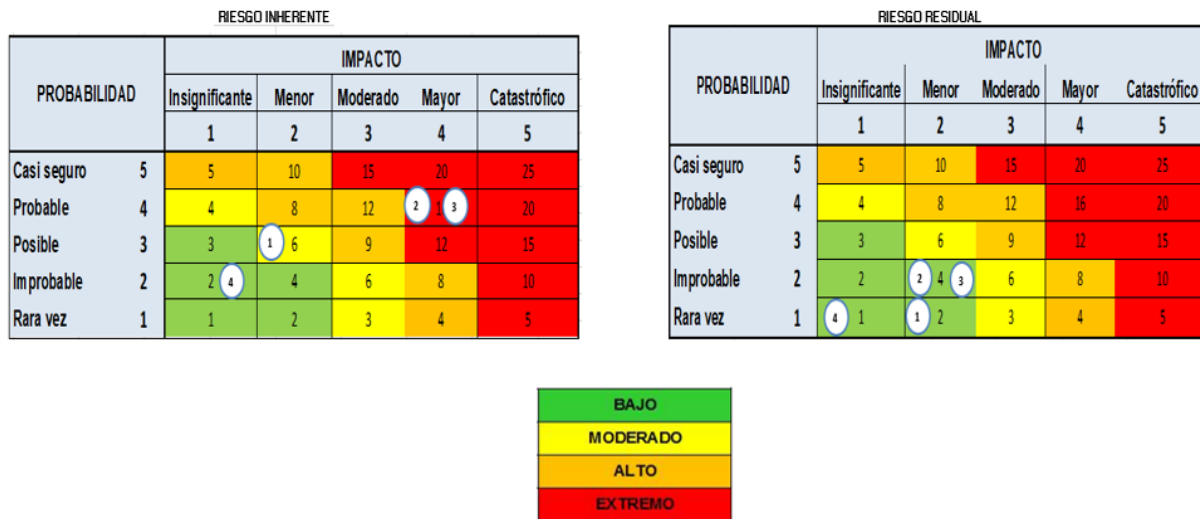 RIESGO INHERENTE
IMPACTO
PROBABILIDAD
Insignificante Menor Moderado Mayor Catastrófico
1 2 3 4 5
Casi seguro 5 5 10 15 20 25
Probable 4 4 8 12 2 1 3 20
Posible 3 3 1 6 9 12 15
Improbable 2 2 4 4 6 8 10
Rara vez 1 1 2 3 4 5
RIESGO RESIDUAL
IMPACTO
PROBABILIDAD
Insignificante Menor Moderado Mayor Catastrófico
1 2 3 4 5
Casi seguro 5 5 10 15 20 25
Probable 4 4 8 12 16 20
Posible 3 3 6 9 12 15
Improbable 2 2 2 4 3 6 8 10
Rara vez 1 4 1 1 2 3 4 5
BAJO
MODERADO
ALTO
EXTREMO